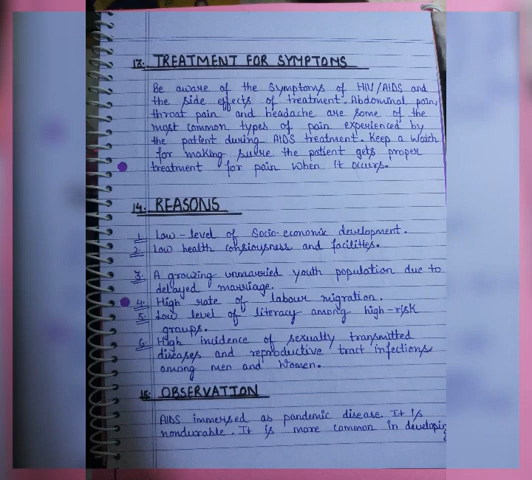 13. TREATMENT FOR SYMPTOMS
Be aware of the symptoms of HIV/AIDS and
the side effects of treatment. Abdominal pain,
throat pain and headache are some of the
most common types of pain experienced by
the patient during AIDS treatment. Keep a watch
for making sure the patient gets proper
treatment for pain when it occurs.
14. REASONS
1. Low-level of Socio-economic development.
2. Low health consiousness and facilities.
3. A growing unmarried youth population due to
delayed marriage.
4. High rate of labour migration.
5. Low level of literacy among high-risk
groups.
6. High incidence of sexually transmitted
diseases and reproductive tract infections
among men and women.
15. OBSERVATION
AIDS immersed as pandemic disease. It is
nondurable. It is more common in developing